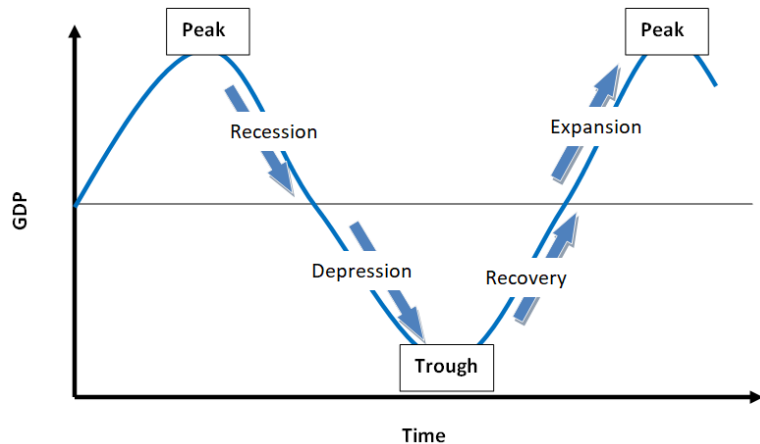 Peak
Peak
Recession
Expansion
GDP
Depression
Recovery
Trough
Time